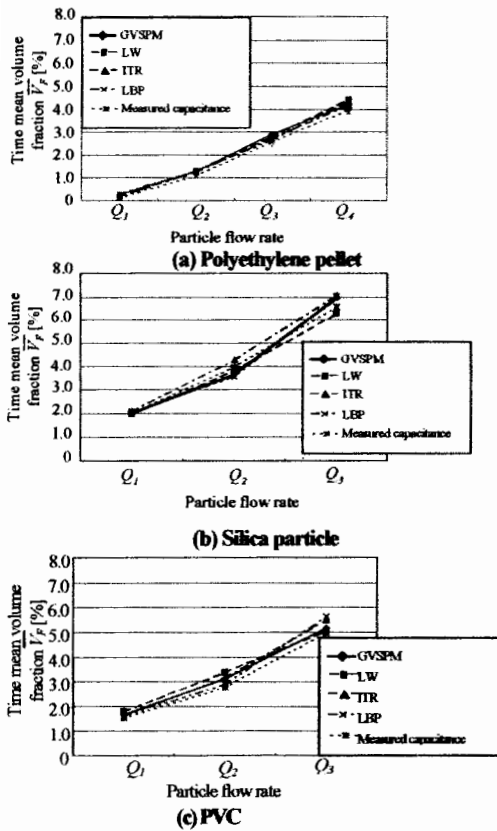 8.0
7.0
6.0
5.0
4.0
3.0
2.0
1.0
0
Time mean volume
fraction V_F [%]
GVSPM
LW
ITR
LBP
Measured capacitance
Q1 Q2 Q3 Q4
Particle flow rate
(a) Polyethylene pellet
8.0
7.0
6.0
5.0
4.0
3.0
2.0
1.0
0
Time mean volume
fraction V_F [%]
GVSPM
LW
ITR
LBP
Measured capacitance
Q1 Q2 Q3
Particle flow rate
(b) Silica particle
8.0
7.0
6.0
5.0
4.0
3.0
2.0
1.0
0
Time mean volume
fraction V_F [%]
GVSPM
LW
ITR
LBP
Measured capacitance
Q1 Q2 Q3
Particle flow rate
(c) PVC